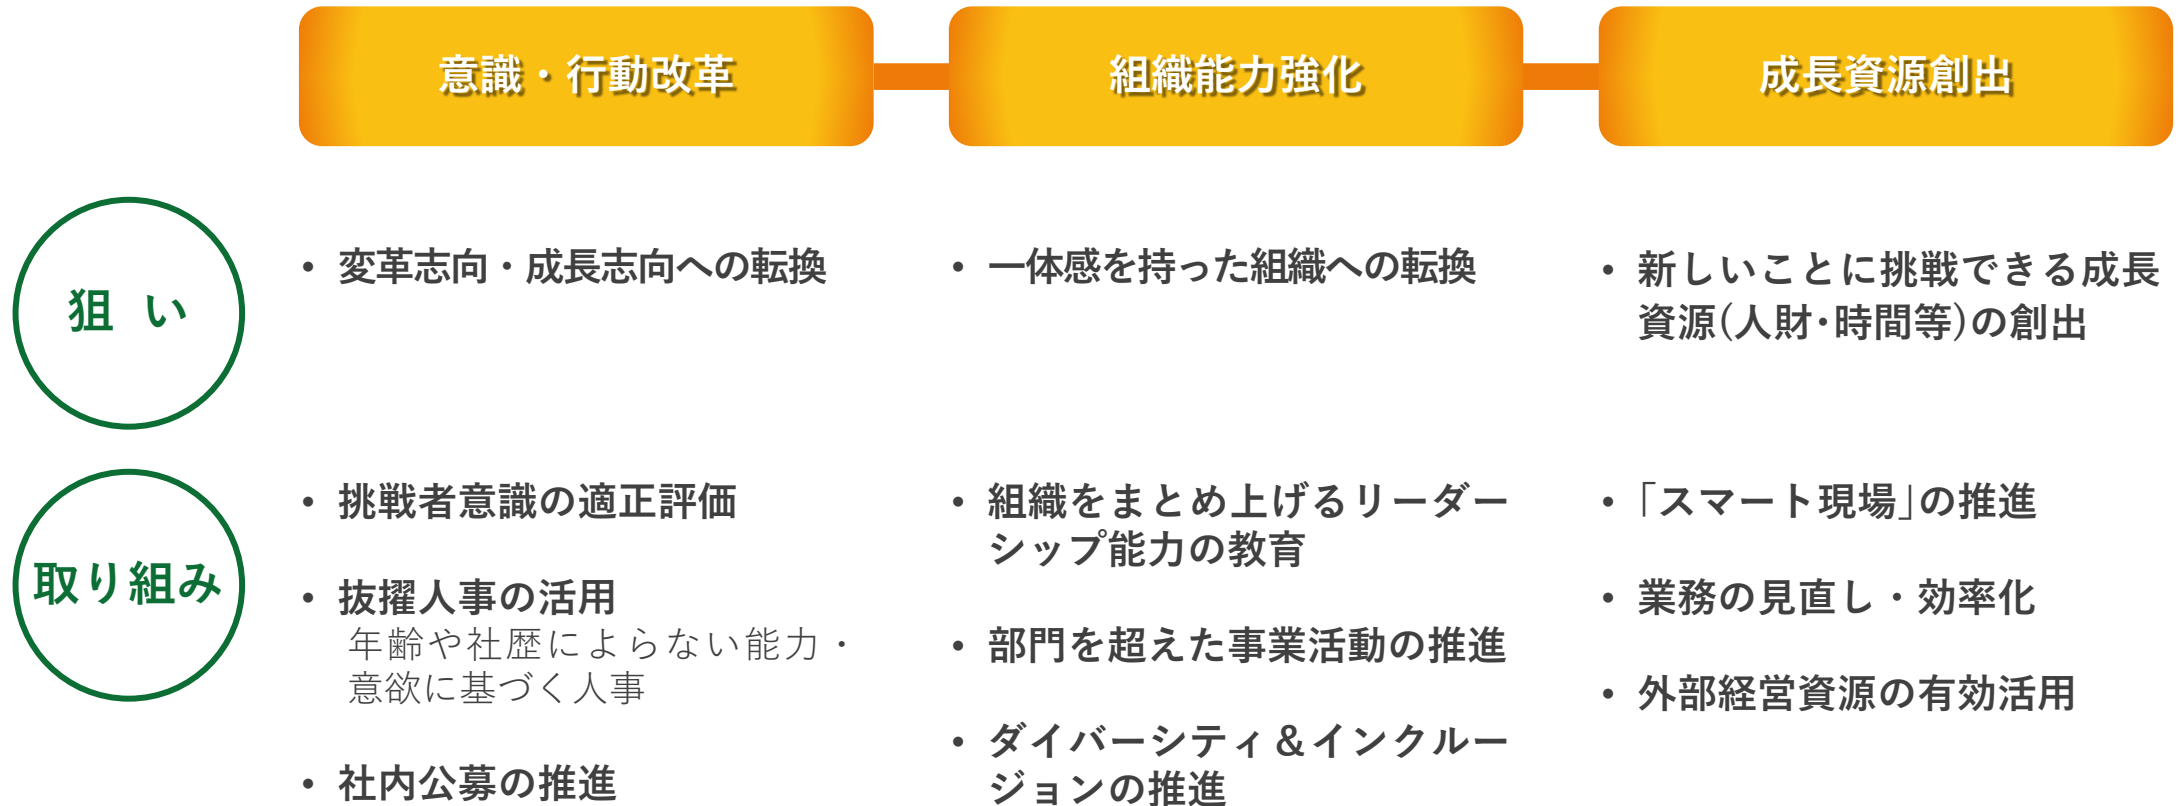 意識・行動改革
組織能力強化
成長資源創出
狙い
・変革志向・成長志向への転換
・一体感を持った組織への転換
・新しいことに挑戦できる成長
資源(人財・時間等)の創出
取り組み
・挑戦者意識の適正評価
・抜擢人事の活用
年齢や社歴によらない能力・
意欲に基づく人事
・社内公募の推進
・組織をまとめ上げるリーダー
シップ能力の教育
・部門を超えた事業活動の推進
・ダイバーシティ&インクルー
ジョンの推進
・「スマート現場」の推進
・業務の見直し・効率化
・外部経営資源の有効活用